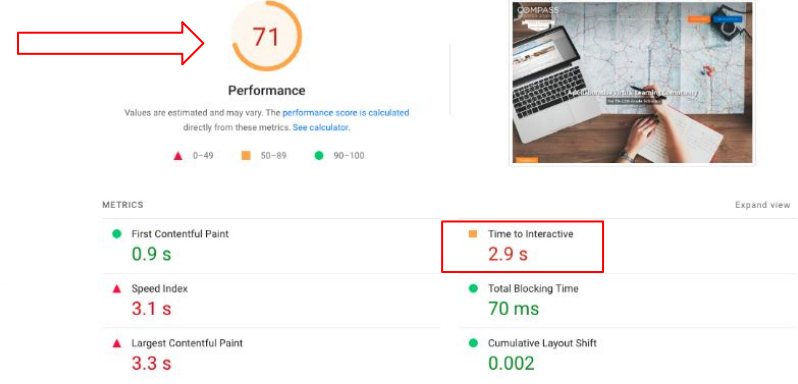 71
Performance
Values are estimated and may vary. The performance score is calculated
directly from these metrics. See calculator.
0–49
50–89
90–100
COMPASS
METRICS
Expand view
First Contentful Paint
0.9 s
Time to Interactive
2.9 s
Speed Index
3.1 s
Total Blocking Time
70 ms
Largest Contentful Paint
3.3 s
Cumulative Layout Shift
0.002